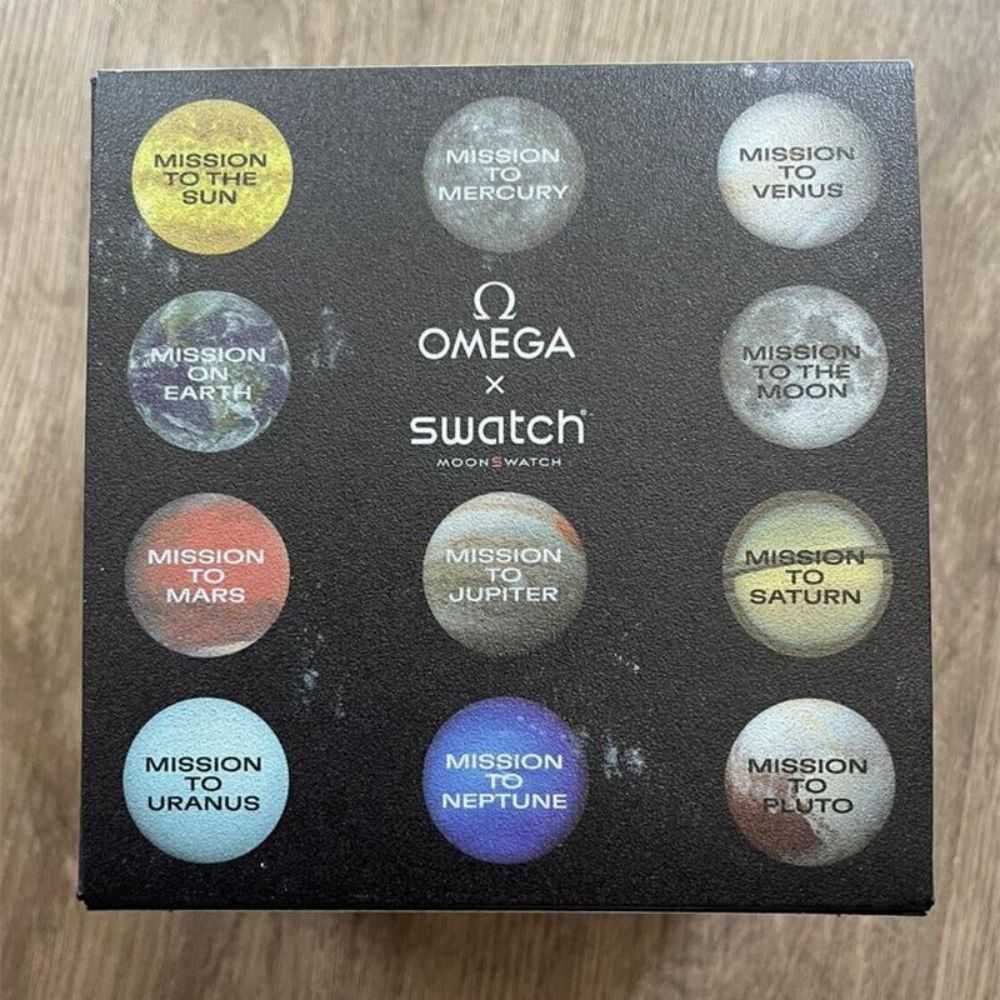 MISSION
TO THE
SUN
MISSION
TO
MERCURY
MISSION
TO
VENUS
MISSION
ON
EARTH
Ω
OMEGA
×
swatch
MOONSWATCH
MISSION
TO THE
MOON
MISSION
TO
MARS
MISSION
TO
JUPITER
MISSION
TO
SATURN
MISSION
TO
URANUS
MISSION
TO
NEPTUNE
MISSION
TO
PLUTO